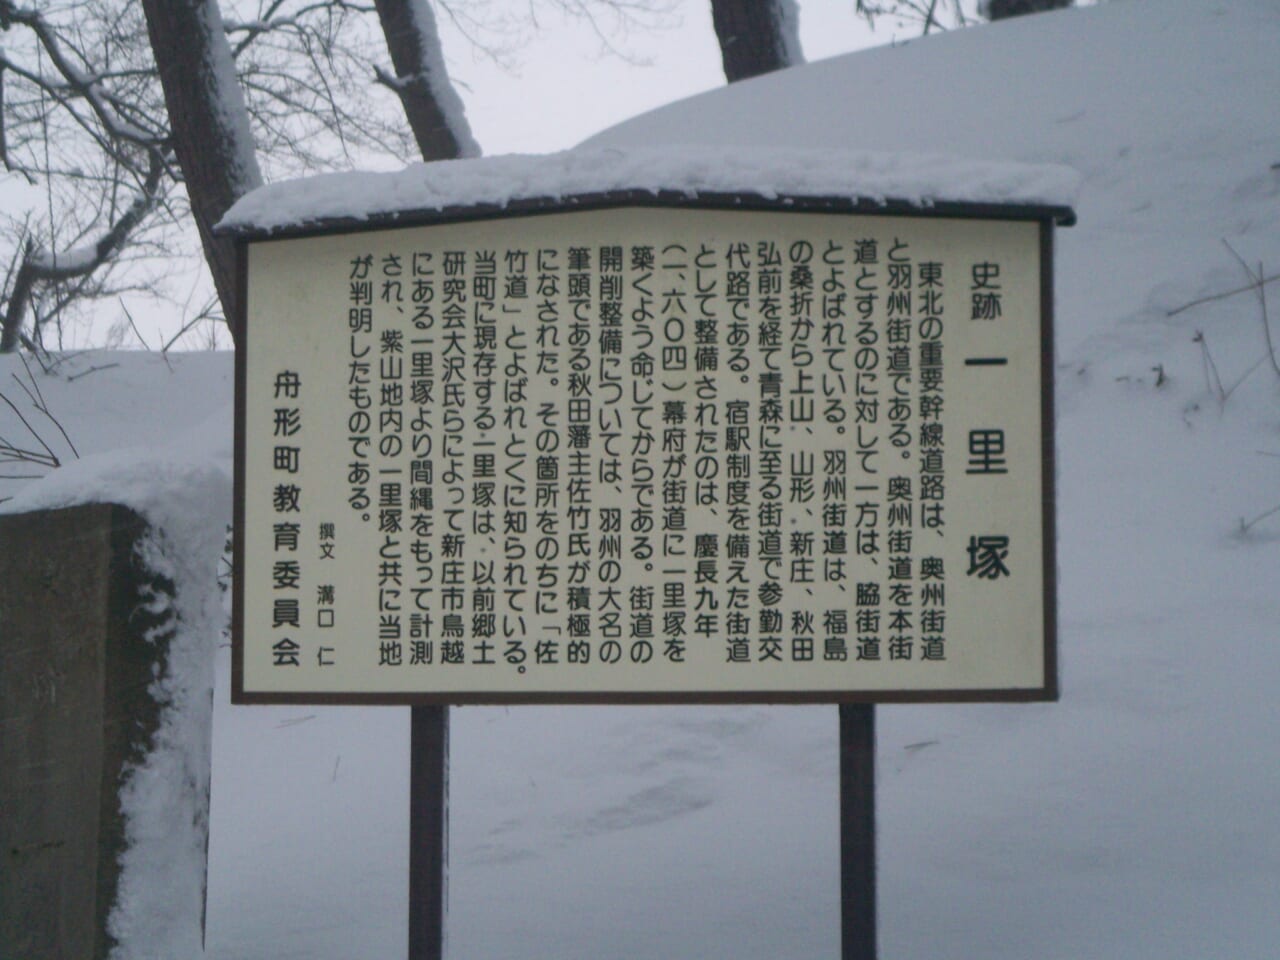 史跡 一里塚
東北の重要幹線道路は、奥州街道
と羽州街道である。奥州街道を本街
道とするのに対して一方は、脇街道
とよばれている。羽州街道は、福島
の桑折から上山、山形、新庄、秋田
弘前を経て青森に至る街道で参勤交
代路である。宿駅制度を備えた街道
として整備されたのは、慶長九年
(一、六〇四)幕府が街道に一里塚を
築くよう命じてからである。街道の
開削整備については、羽州の大名の
筆頭である秋田藩主佐竹氏が積極的
になされた。その箇所をのちに「佐
竹道」とよばれとくに知られている。
当町に現存する一里塚は、以前郷土
研究会大沢氏らによって新庄市鳥越
にある一里塚より間縄をもって計測
され、紫山地内の一里塚と共に当地
が判明したものである。
撰文 溝口 仁
舟形町教育委員会